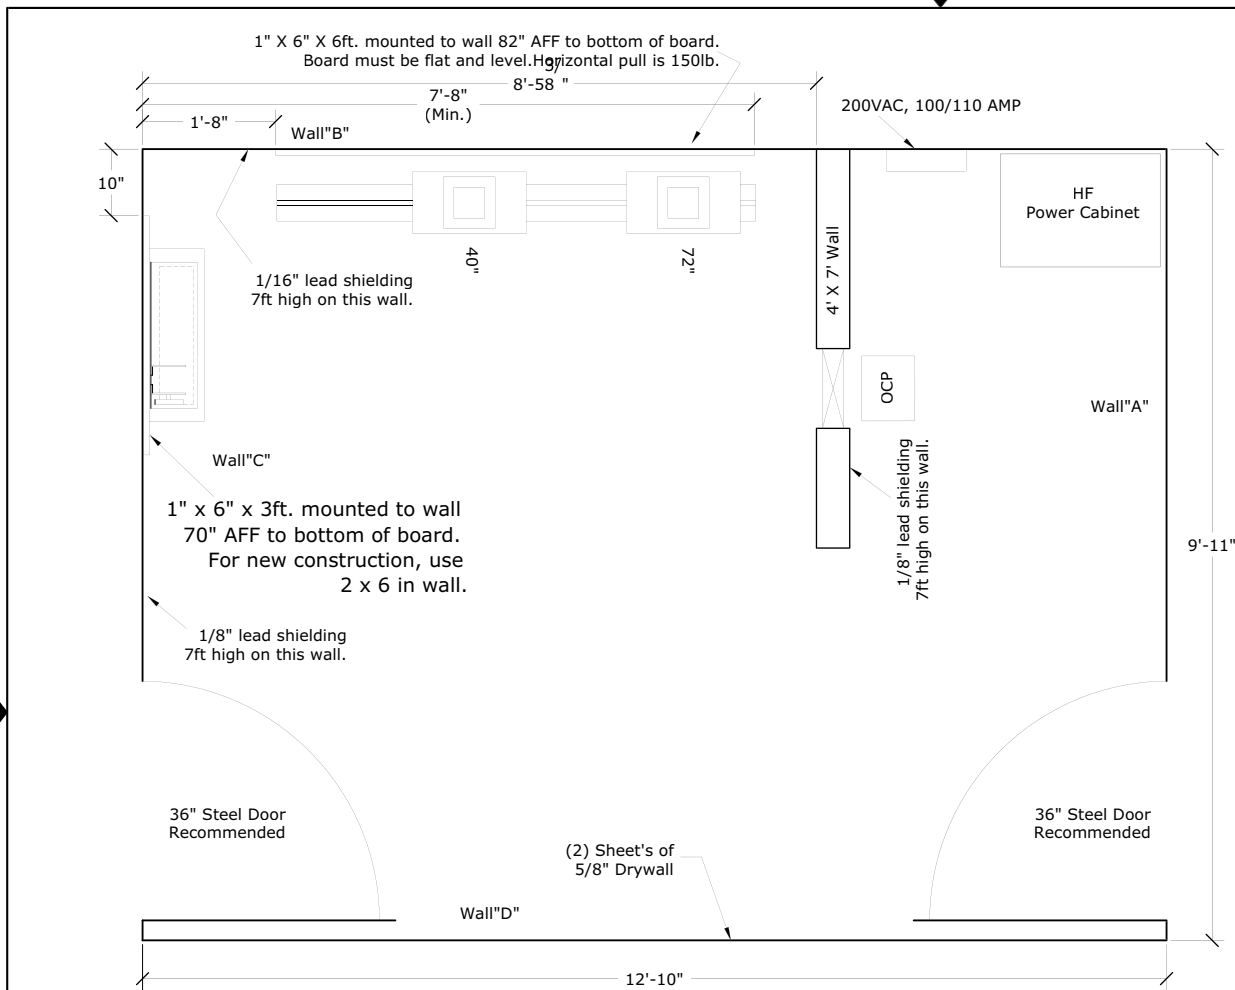 1" X 6" X 6ft. mounted to wall 82" AFF to bottom of board.
Board must be flat and level.Horizontal pull is 150lb.
3/
8'-58 "
7'-8"
(Min.)
1'-8"
Wall"B"
200VAC, 100/110 AMP
10"
HF
Power Cabinet
40"
72"
4' X 7' Wall
1/16" lead shielding
7ft high on this wall.
OCP
Wall"A"
Wall"C"
1" x 6" x 3ft. mounted to wall
70" AFF to bottom of board.
For new construction, use
2 x 6 in wall.
1/8" lead shielding
7ft high on this wall.
9'-11"
1/8" lead shielding
7ft high on this wall.
36" Steel Door
Recommended
36" Steel Door
Recommended
(2) Sheet's of
5/8" Drywall
Wall"D"
12'-10"